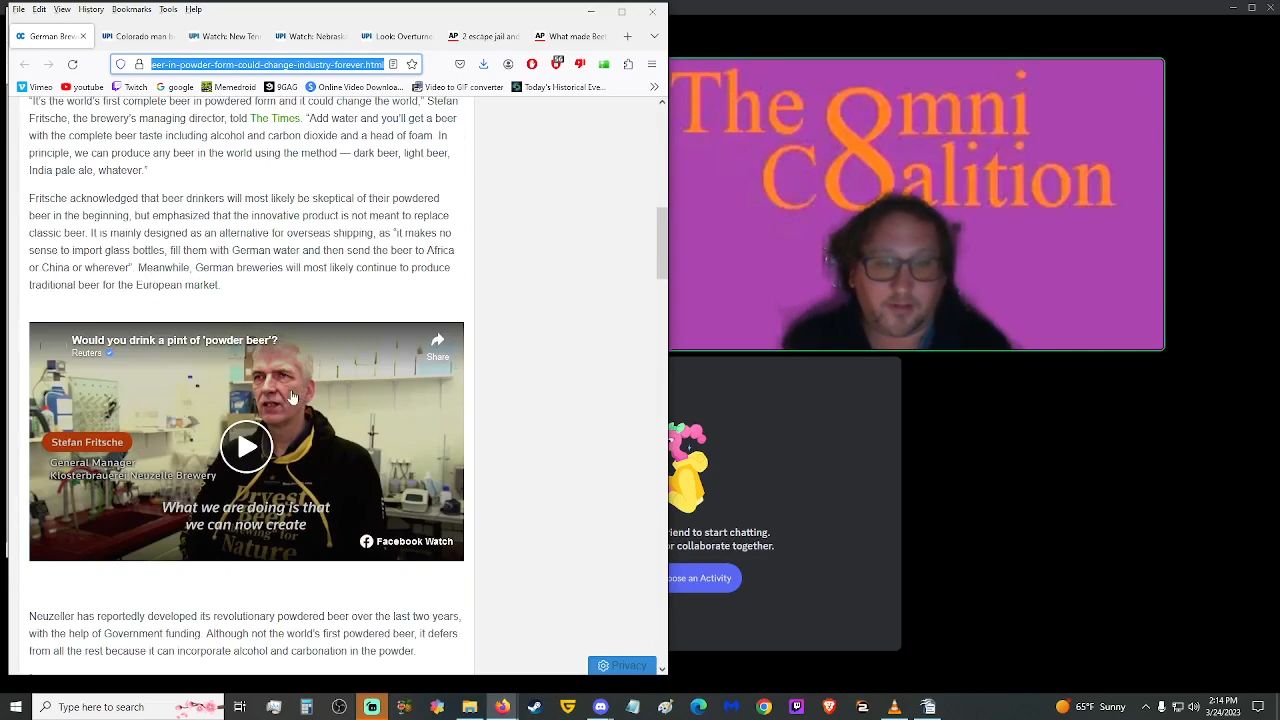 File Edit View History Bookmarks Tools Help
German Brew
UPI Colorado man b
UPI Watch: New Ten
UPI Watch: Nebrask
UPI Look: Overturne
AP 2 escape jail and
AP What made Beet
eer-in-powder-form-could-change-industry-forever.html
Vimeo youtube Twitch google Memedroid 9GAG Online Video Downloa... Video to GIF converter Today's Historical Eve...
"It's the world's first complete beer in powdered form and it could change the world," Stefan
Fritsche, the brewery's managing director, told The Times. "Add water and you'll get a beer
with the complete beer taste including alcohol and carbon dioxide and a head of foam. In
principle, we can produce any beer in the world using the method — dark beer, light beer,
India pale ale, whatever."
Fritsche acknowledged that beer drinkers will most likely be skeptical of their powdered
beer in the beginning, but emphasized that the innovative product is not meant to replace
classic beer. It is mainly designed as an alternative for overseas shipping, as "it makes no
sense to import glass bottles, fill them with German water and then send the beer to Africa
or China or wherever". Meanwhile, German breweries will most likely continue to produce
traditional beer for the European market.
Would you drink a pint of 'powder beer'?
Reuters
Share
Stefan Fritsche
General Manager
Klosterbrauerei Neuzelle Brewery
Dryest
Beer
Brewing for
Nature
What we are doing is that
we can now create
Facebook Watch
Neuzeller has reportedly developed its revolutionary powdered beer over the last two years,
with the help of Government funding. Although not the world's first powdered beer, it defers
from all the rest because it can incorporate alcohol and carbonation in the powder.
Privacy
The 8mni
C8alition
riend to start chatting.
or collaborate together.
oose an Activity
Type here to search
65°F Sunny
2:14 PM
3/24/2023